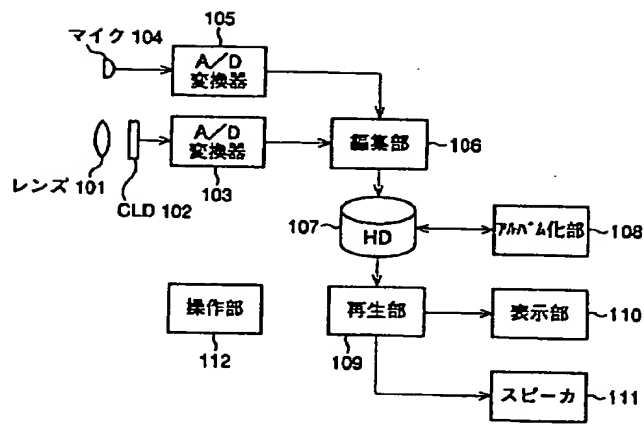 マイク 104
105
A/D
変換器
A/D
変換器
103
編集部
106
レンズ 101
CLD 102
107
HD
アルバム化部
108
操作部
112
再生部
109
表示部
110
スピーカ
111